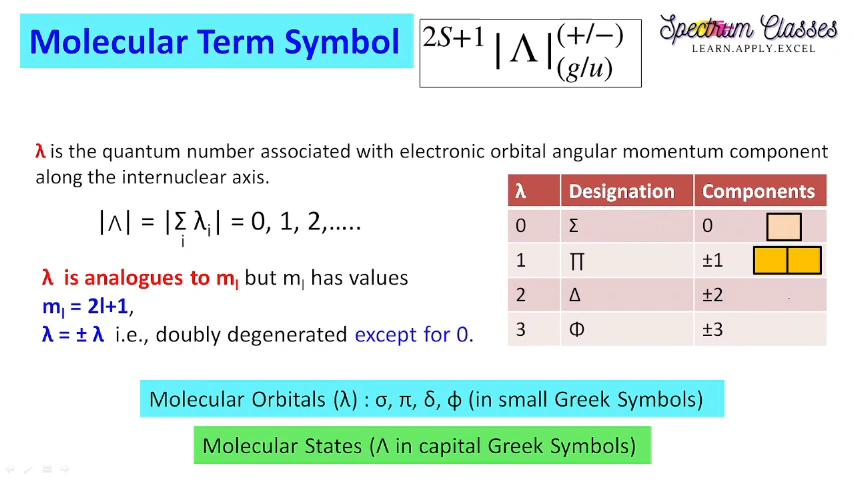 Molecular Term Symbol
2S+1 |Λ| (+/−) (g/u)
Spectrum Classes
LEARN.APPLY.EXCEL
λ is the quantum number associated with electronic orbital angular momentum component
along the internuclear axis.
|Λ| = |Σ λi| = 0, 1, 2,.....
i
λ is analogues to ml but ml has values
ml = 2l+1,
λ = ± λ i.e., doubly degenerated except for 0.
λ Designation Components
0 Σ 0
1 ∏ ±1
2 Δ ±2
3 Φ ±3
Molecular Orbitals (λ) : σ, π, δ, ϕ (in small Greek Symbols)
Molecular States (Λ in capital Greek Symbols)